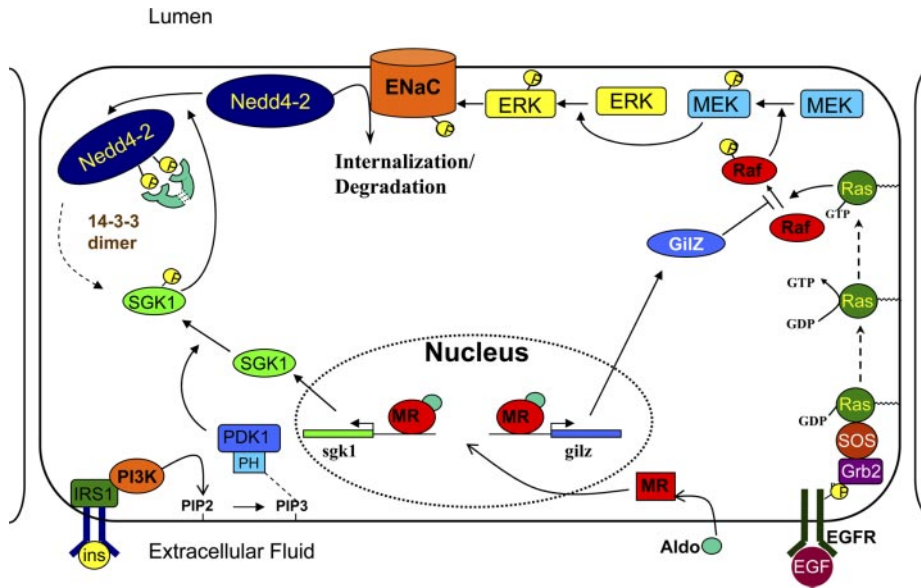 Lumen
ENaC
P
Nedd4-2
P
ERK
ERK
P
MEK
MEK
Nedd4-2
P
P
Internalization/
Degradation
P
Raf
Ras
GTP
Raf
14-3-3
dimer
GilZ
P
SGK1
GTP
Ras
GDP
Nucleus
SGK1
MR
MR
sgk1
gilz
GDP
Ras
SOS
Grb2
P
PDK1
PH
PI3K
IRS1
PIP2
PIP3
MR
ins
Extracellular Fluid
Aldo
EGFR
EGF